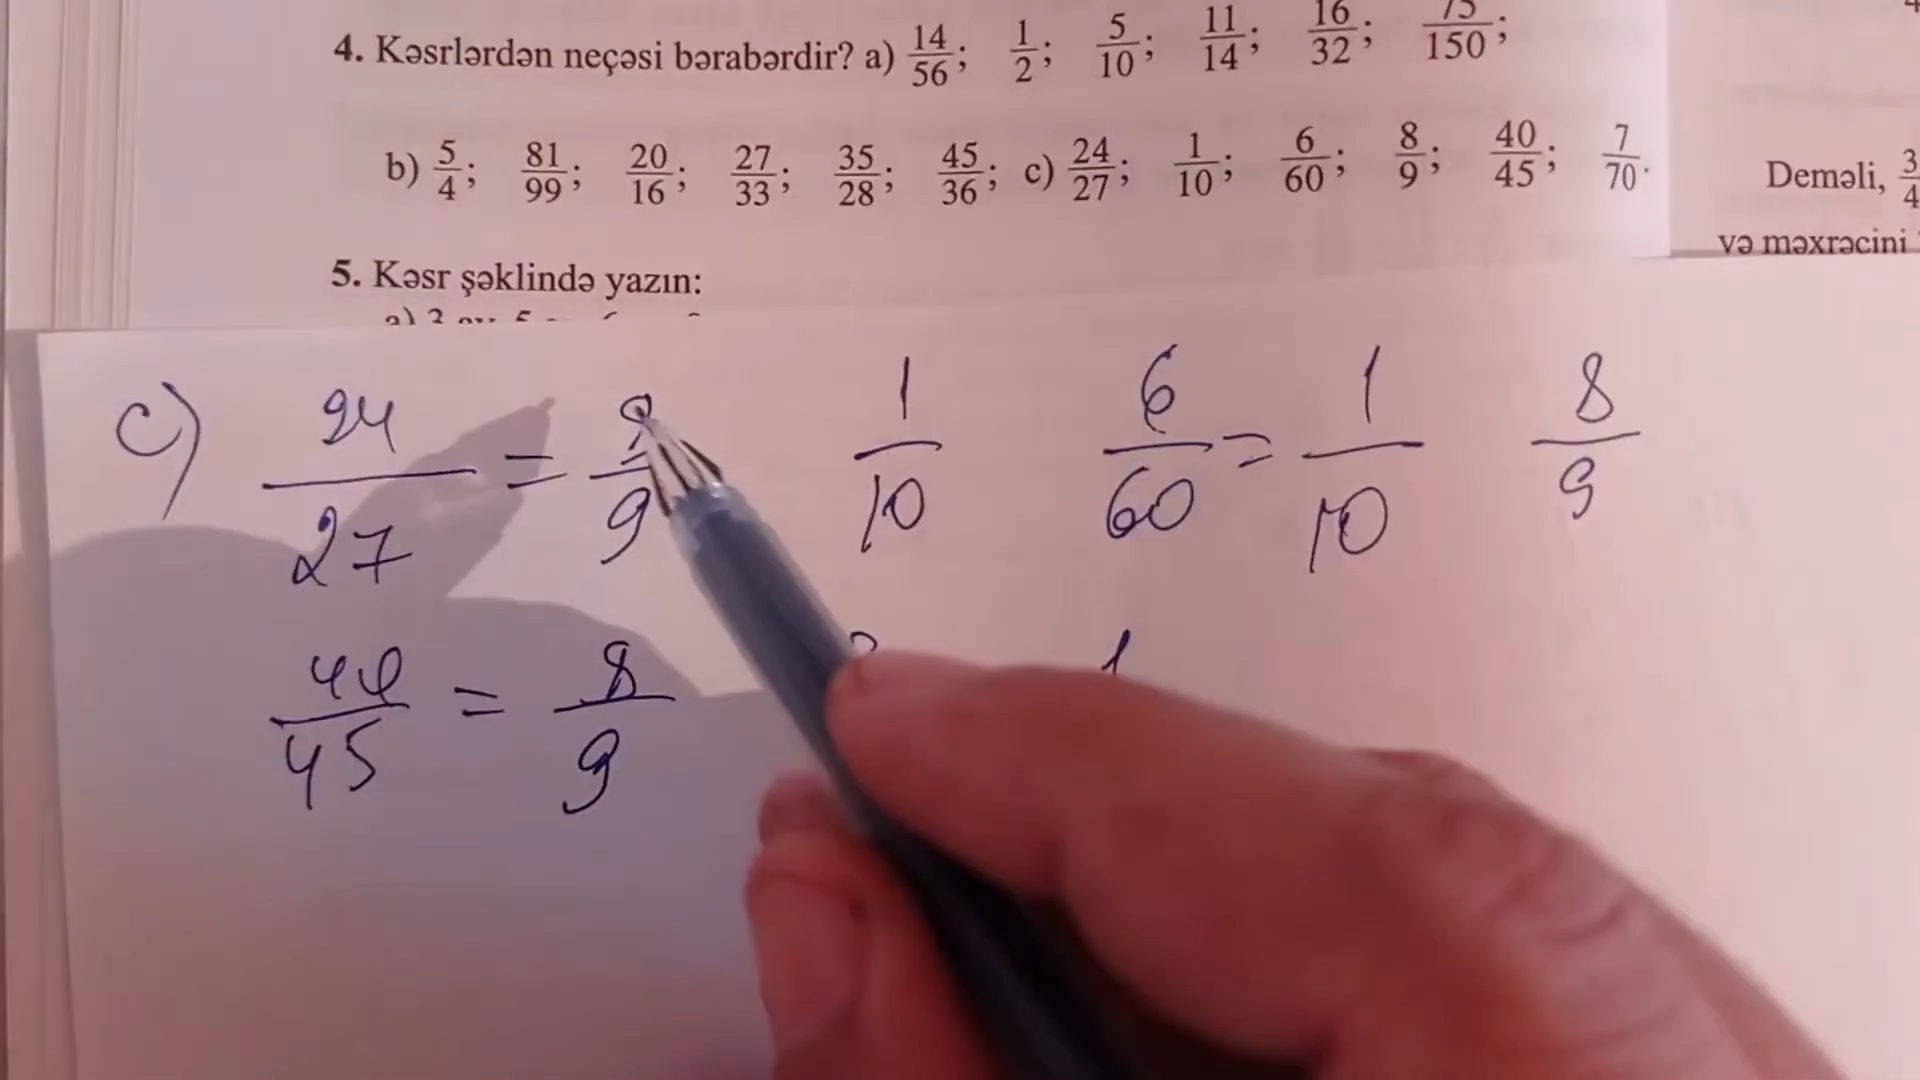 4. Kəsrlərdən neçəsi bərabərdir? a) 14/56; 1/2; 5/10; 11/14; 16/32; 75/150;
b) 5/4; 81/99; 20/16; 27/33; 35/28; 45/36; c) 24/27; 1/10; 6/60; 8/9; 40/45; 7/70.
Deməli, 3/4
və məxrəcini
5. Kəsr şəklində yazın:
c) 24/27 = 8/9 1/10 6/60 = 1/10 8/9
40/45 = 8/9